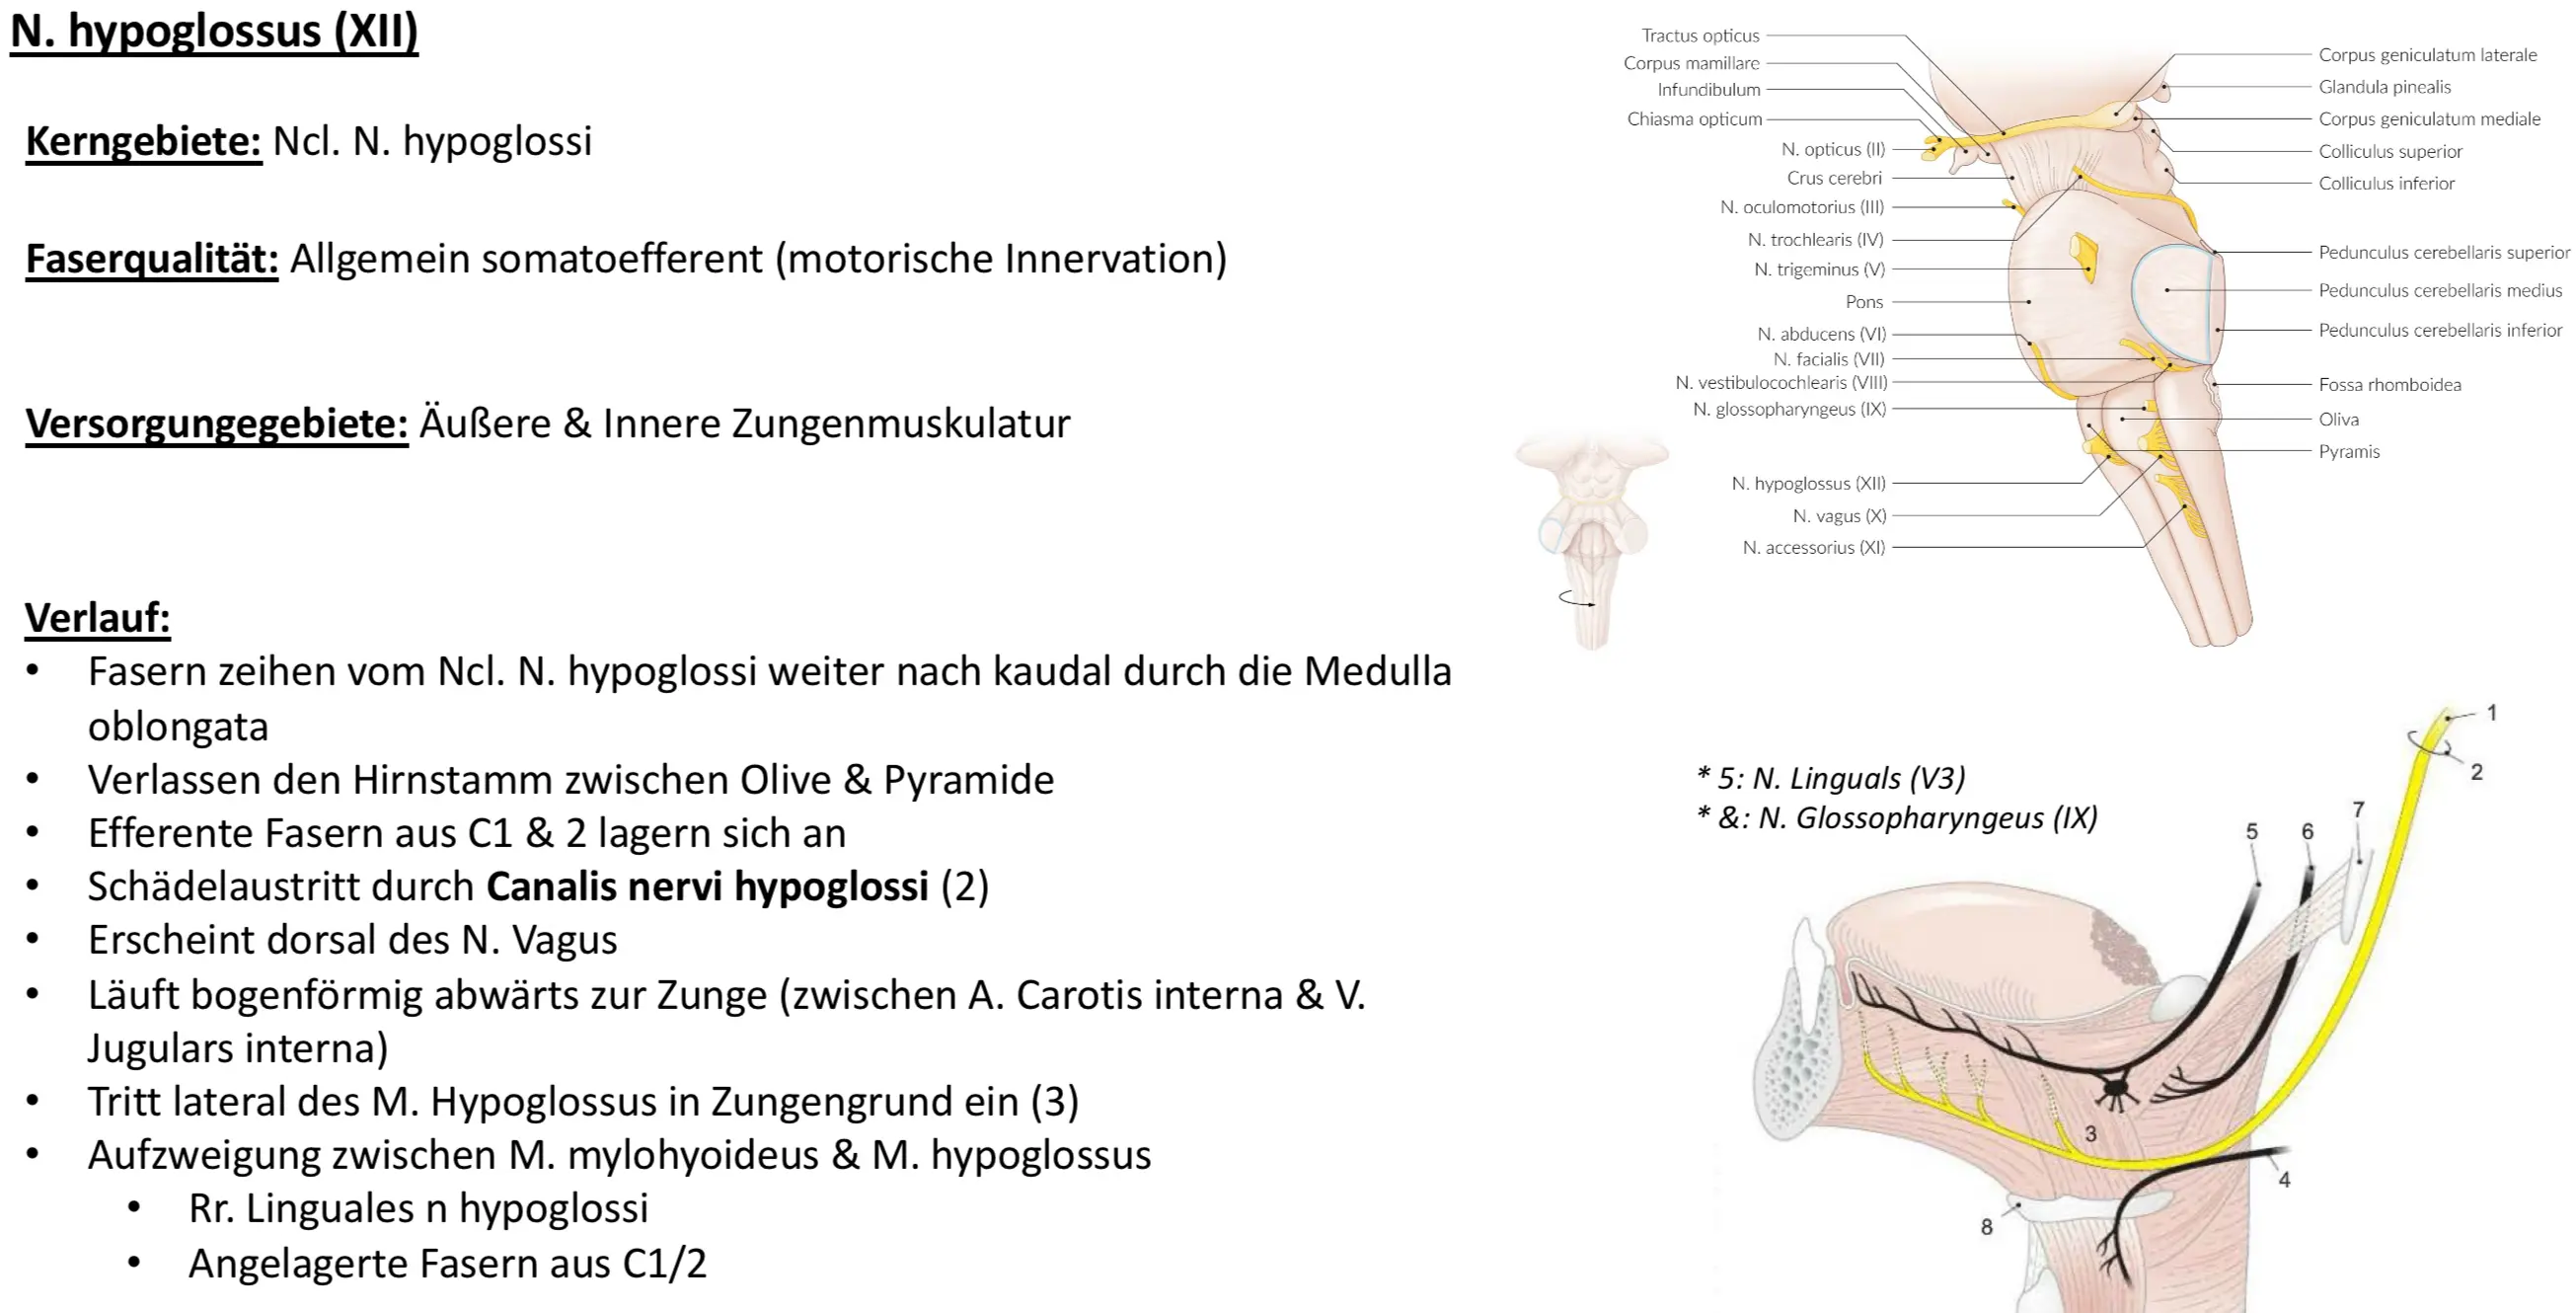 N. hypoglossus (XII)
Kerngebiete: Ncl. N. hypoglossi
Faserqualität: Allgemein somatoefferent (motorische Innervation)
Versorgungegebiete: Äußere & Innere Zungenmuskulatur
Verlauf:
• Fasern zeihen vom Ncl. N. hypoglossi weiter nach kaudal durch die Medulla
oblongata
• Verlassen den Hirnstamm zwischen Olive & Pyramide
• Efferente Fasern aus C1 & 2 lagern sich an
• Schädelaustritt durch Canalis nervi hypoglossi (2)
• Erscheint dorsal des N. Vagus
• Läuft bogenförmig abwärts zur Zunge (zwischen A. Carotis interna & V.
Jugulars interna)
• Tritt lateral des M. Hypoglossus in Zungengrund ein (3)
• Aufzweigung zwischen M. mylohyoideus & M. hypoglossus
• Rr. Linguales n hypoglossi
• Angelagerte Fasern aus C1/2
Tractus opticus
Corpus mamillare
Infundibulum
Chiasma opticum
N. opticus (II)
Crus cerebri
N. oculomotorius (III)
N. trochlearis (IV)
N. trigeminus (V)
Pons
N. abducens (VI)
N. facialis (VII)
N. vestibulocochlearis (VIII)
N. glossopharyngeus (IX)
N. hypoglossus (XII)
N. vagus (X)
N. accessorius (XI)
Corpus geniculatum laterale
Glandula pinealis
Corpus geniculatum mediale
Colliculus superior
Colliculus inferior
Pedunculus cerebellaris superior
Pedunculus cerebellaris medius
Pedunculus cerebellaris inferior
Fossa rhomboidea
Oliva
Pyramis
* 5: N. Linguals (V3)
* &: N. Glossopharyngeus (IX)
1
2
7
5
6
3
4
8